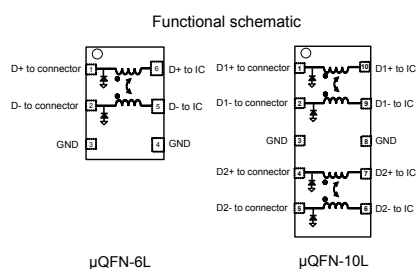 Functional schematic
D+ to connector 1 6 D+ to IC
D- to connector 2 5 D- to IC
GND 3 4 GND
µQFN-6L
D1+ to connector 1 10 D1+ to IC
D1- to connector 2 9 D1- to IC
GND 3 8 GND
D2+ to connector 4 7 D2+ to IC
D2- to connector 5 6 D2- to IC
µQFN-10L